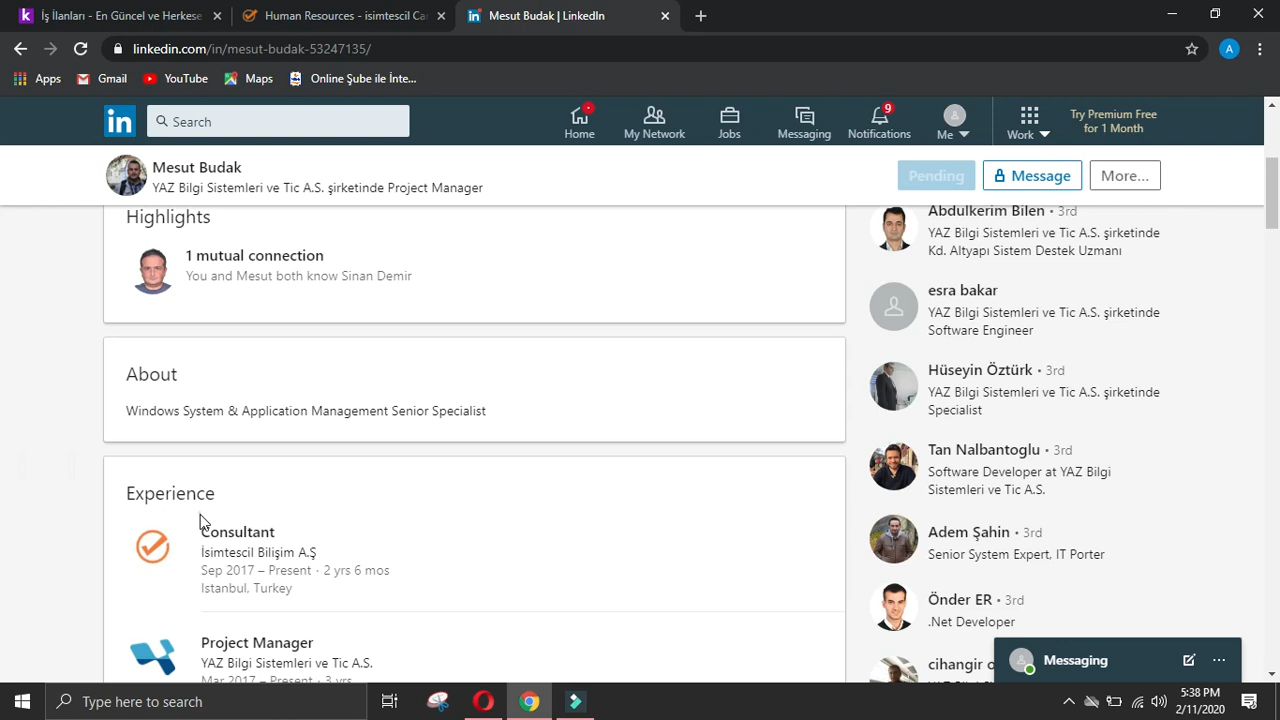 İş İlanları - En Güncel ve Herkese
Human Resources - isimtescil Ca
Mesut Budak | LinkedIn
linkedin.com/in/mesut-budak-53247135/
A
Apps
Gmail
YouTube
Maps
Online Şube ile İnte...
in
Search
9
Home
My Network
Jobs
Messaging
Notifications
Me
Work
Try Premium Free
for 1 Month
Mesut Budak
YAZ Bilgi Sistemleri ve Tic A.S. şirketinde Project Manager
Pending
Message
More...
Highlights
1 mutual connection
You and Mesut both know Sinan Demir
About
Windows System & Application Management Senior Specialist
Experience
Consultant
İsimtescil Bilişim A.Ş
Sep 2017 – Present · 2 yrs 6 mos
Istanbul, Turkey
Project Manager
YAZ Bilgi Sistemleri ve Tic A.S.
Mar 2017 – Present · 3 yrs
Abdulkerim Bilen • 3rd
YAZ Bilgi Sistemleri ve Tic A.S. şirketinde
Kd. Altyapı Sistem Destek Uzmanı
esra bakar
YAZ Bilgi Sistemleri ve Tic A.S. şirketinde
Software Engineer
Hüseyin Öztürk • 3rd
YAZ Bilgi Sistemleri ve Tic A.S. şirketinde
Specialist
Tan Nalbantoglu • 3rd
Software Developer at YAZ Bilgi
Sistemleri ve Tic A.S.
Adem Şahin • 3rd
Senior System Expert, IT Porter
Önder ER • 3rd
.Net Developer
cihangir
Messaging
Type here to search
5:38 PM
2/11/2020